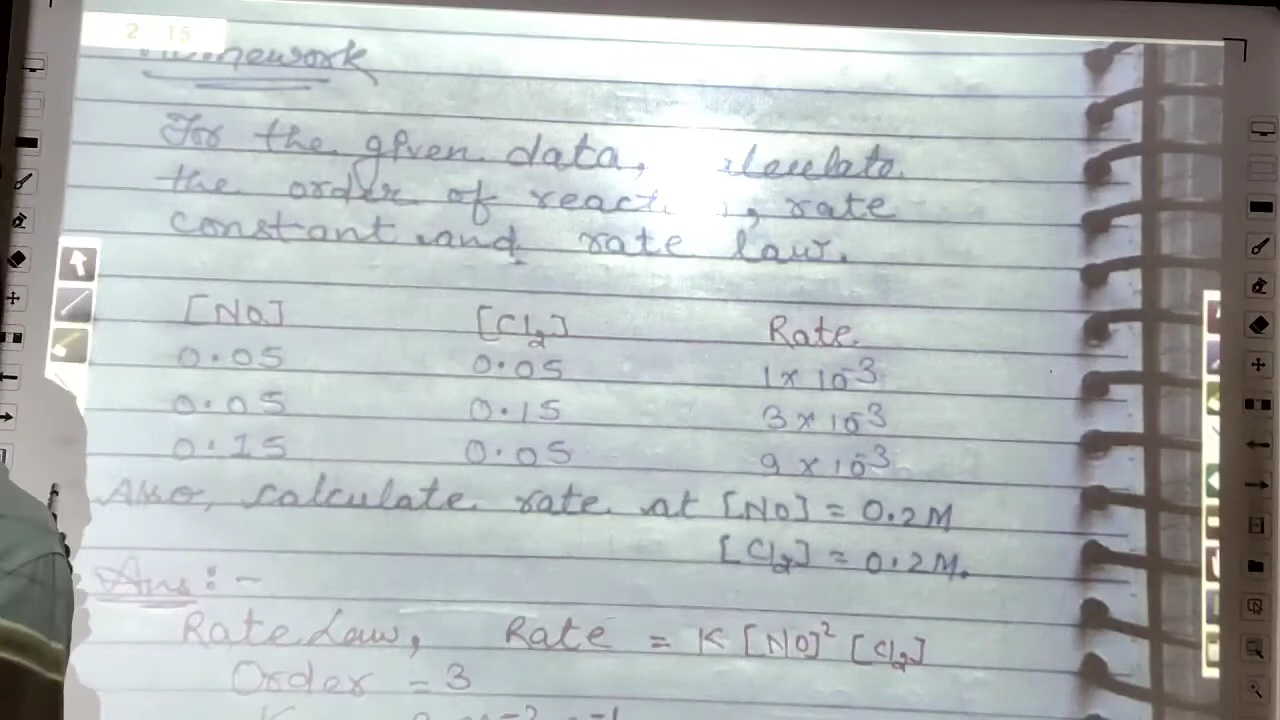 2 15
Homework
For the given data, calculate
the order of reaction, rate
constant and rate law.
[NO] [Cl₂] Rate.
0.05 0.05 1 x 10⁻³
0.05 0.15 3 x 10⁻³
0.15 0.05 9 x 10⁻³
Also, calculate rate at [NO] = 0.2M
[Cl₂] = 0.2M.
Ans:-
Rate Law, Rate = K [NO]² [Cl₂]
Order = 3